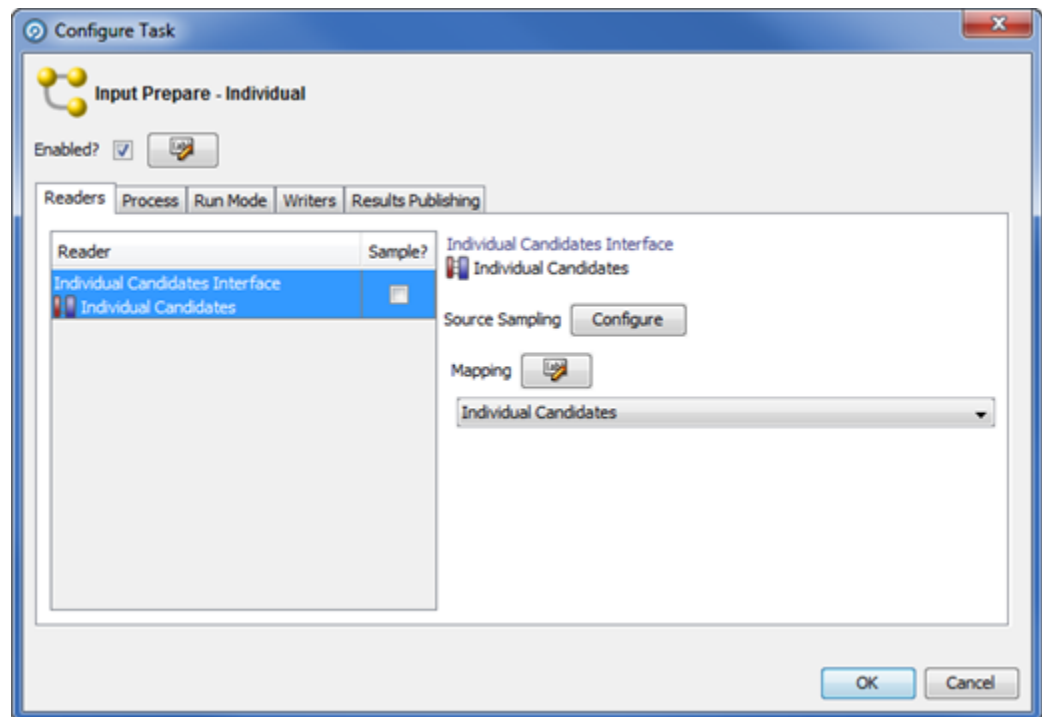 Configure Task
Input Prepare - Individual
Enabled?
Readers Process Run Mode Writers Results Publishing
Reader Sample?
Individual Candidates Interface
Individual Candidates
Individual Candidates Interface
Individual Candidates
Source Sampling Configure
Mapping
Individual Candidates
OK Cancel